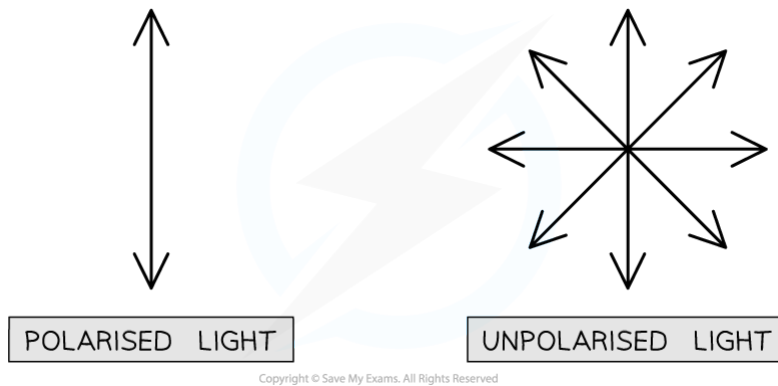 POLARISED LIGHT
UNPOLARISED LIGHT
Copyright © Save My Exams. All Rights Reserved